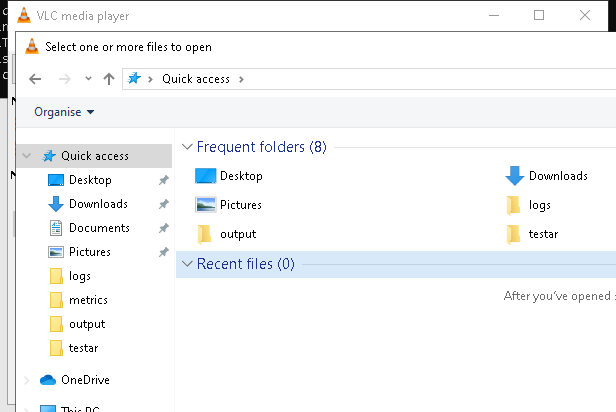 VLC media player
Select one or more files to open
Quick access
Organise
Quick access
Desktop
Downloads
Documents
Pictures
logs
metrics
output
testar
OneDrive
This PC
Frequent folders (8)
Desktop
Downloads
Pictures
logs
output
testar
Recent files (0)
After you've opened